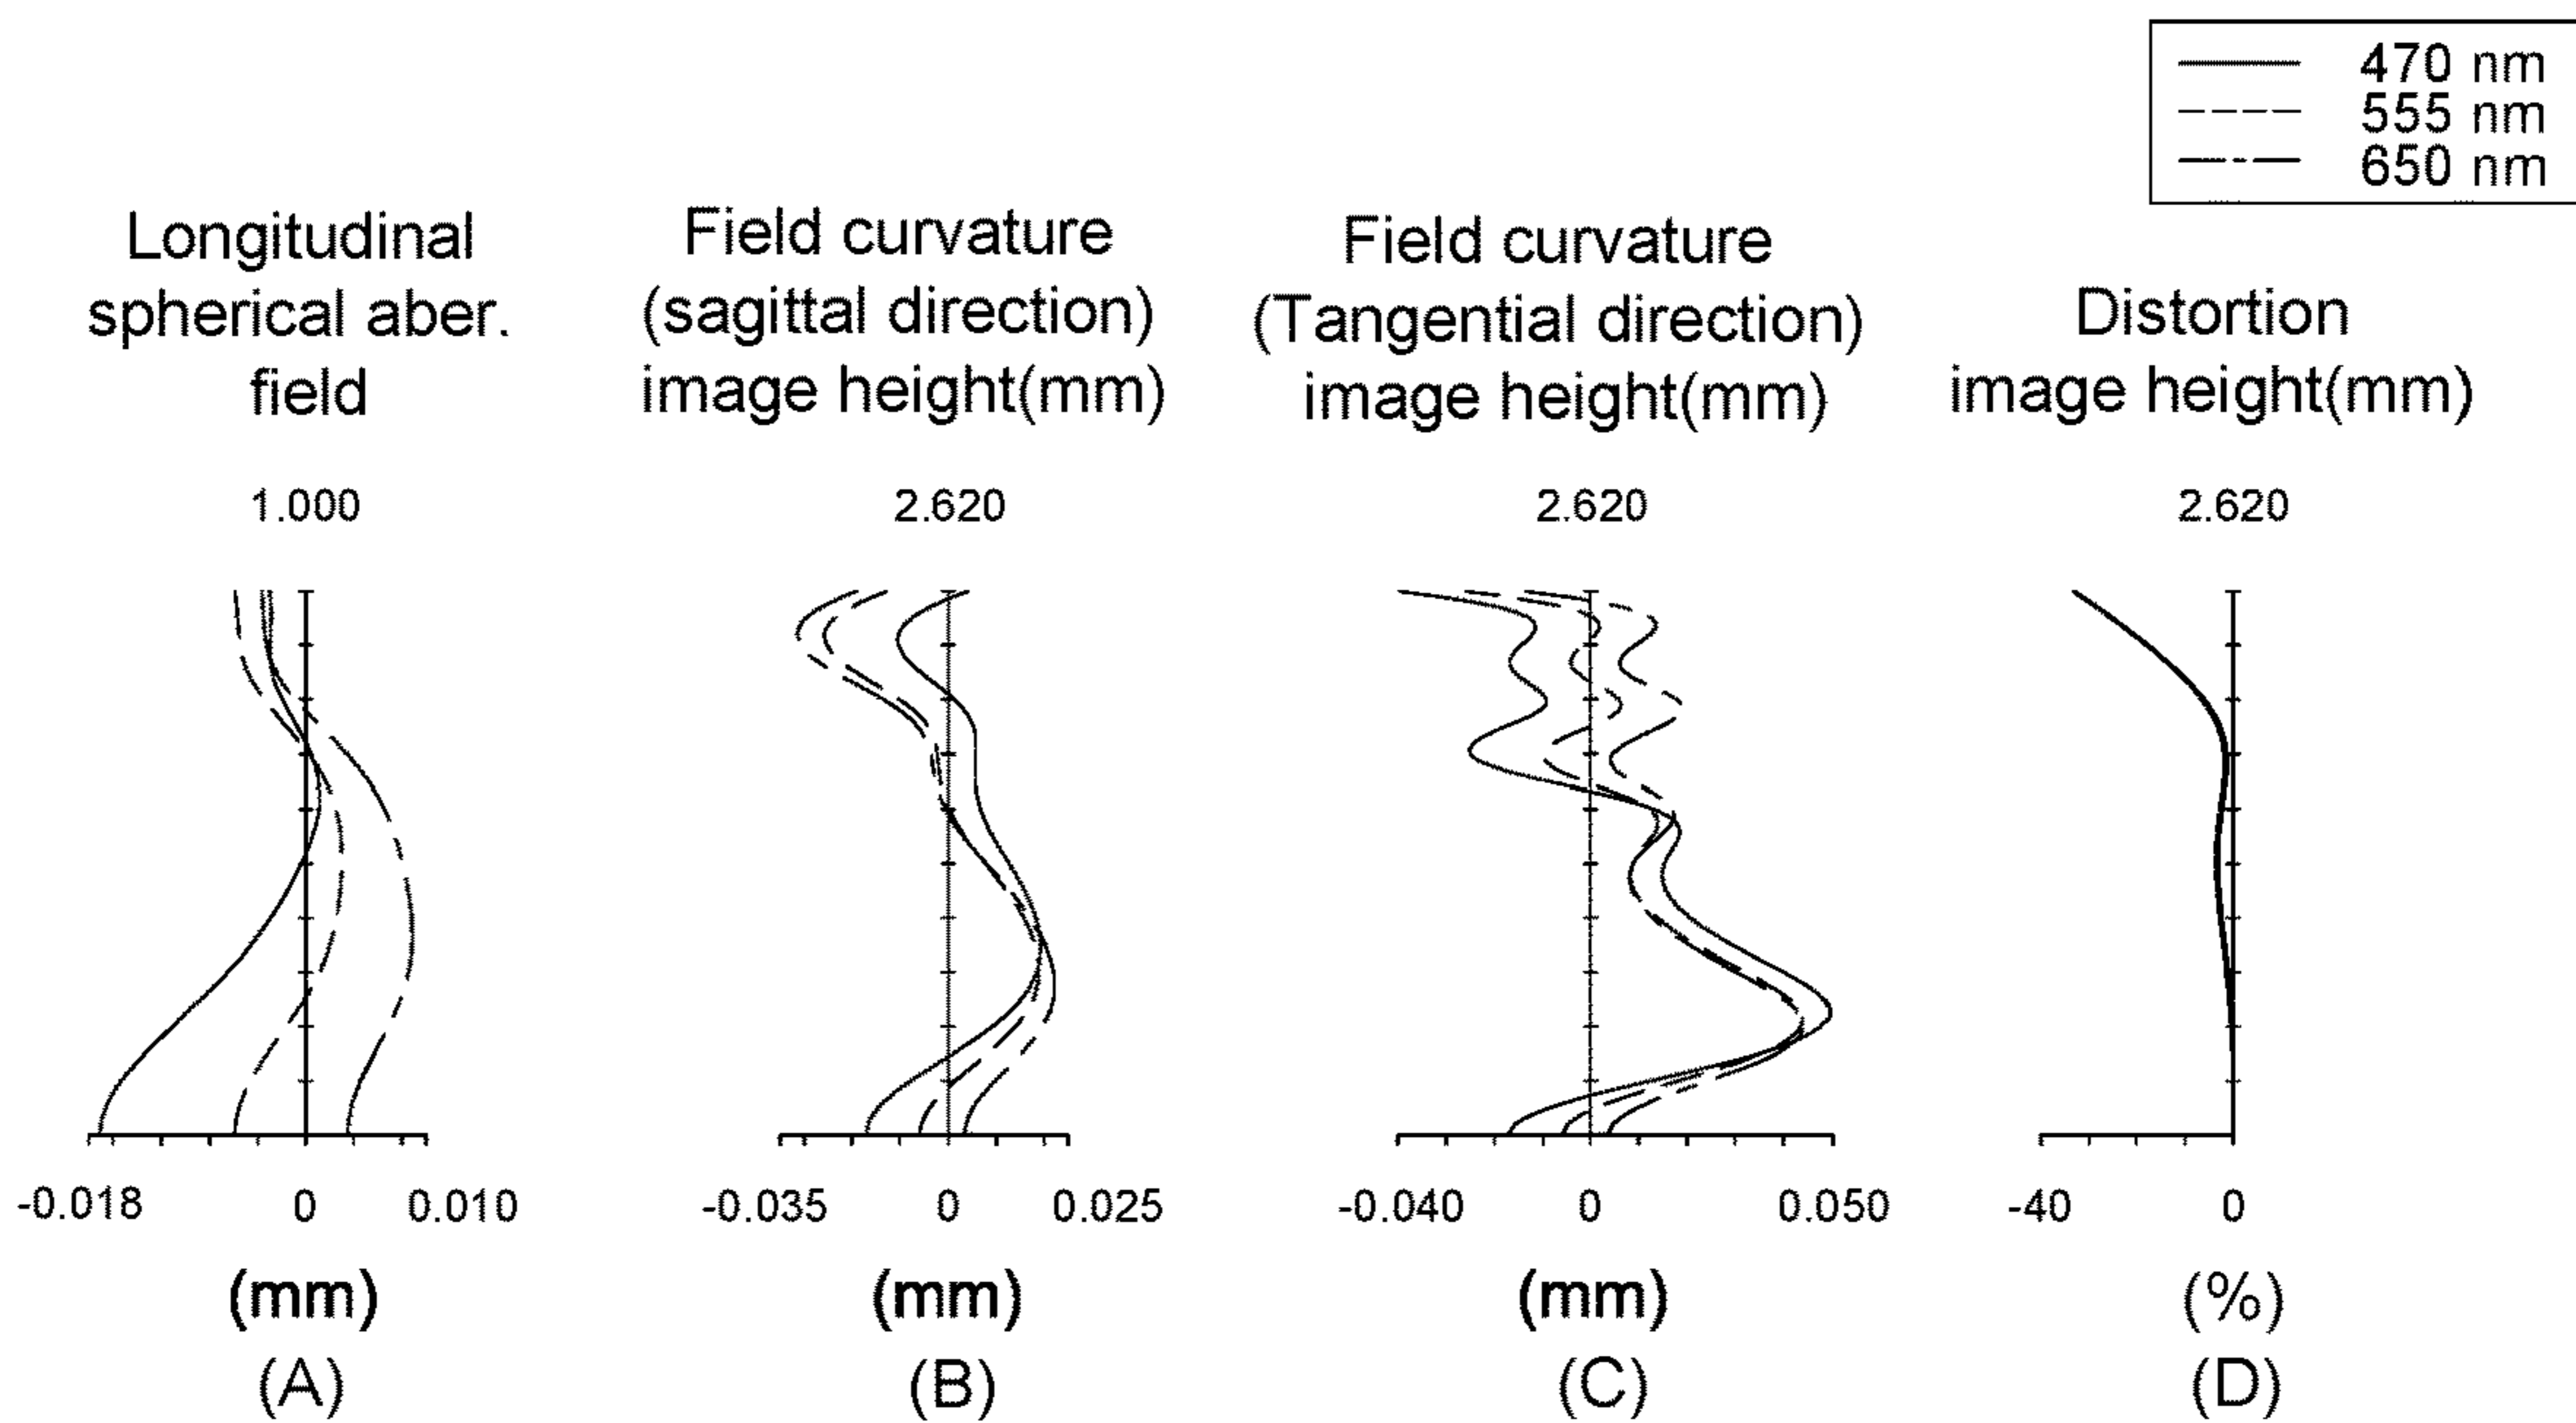 470 nm
555 nm
650 nm
Longitudinal
spherical aber.
field
1.000
-0.018 0 0.010
(mm)
(A)
Field curvature
(sagittal direction)
image height(mm)
2.620
-0.035 0 0.025
(mm)
(B)
Field curvature
(Tangential direction)
image height(mm)
2.620
-0.040 0 0.050
(mm)
(C)
Distortion
image height(mm)
2.620
-40 0
(%)
(D)